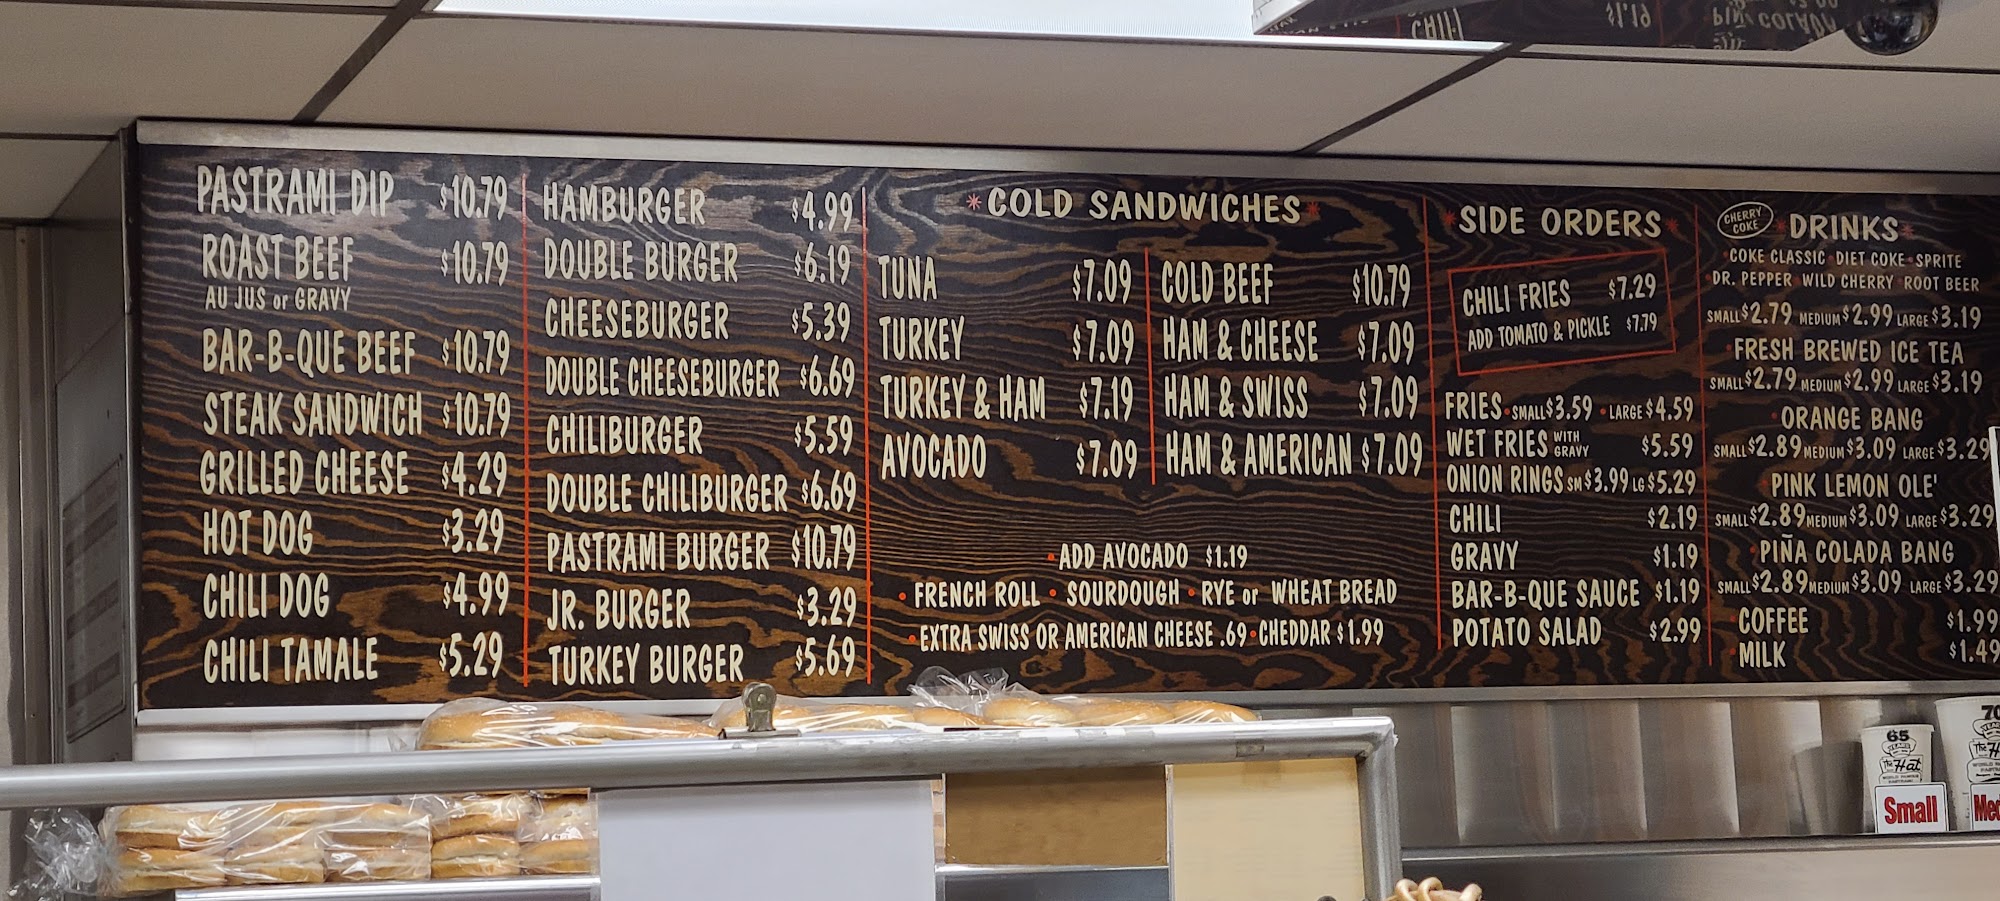 PASTRAMI DIP $10.79
ROAST BEEF $10.79
AU JUS or GRAVY
BAR-B-QUE BEEF $10.79
STEAK SANDWICH $10.79
GRILLED CHEESE $4.29
HOT DOG $3.29
CHILI DOG $4.99
CHILI TAMALE $5.29
HAMBURGER $4.99
DOUBLE BURGER $6.19
CHEESEBURGER $5.39
DOUBLE CHEESEBURGER $6.69
CHILIBURGER $5.59
DOUBLE CHILIBURGER $6.69
PASTRAMI BURGER $10.79
JR. BURGER $3.29
TURKEY BURGER $5.69
*COLD SANDWICHES*
TUNA $7.09
TURKEY $7.09
TURKEY & HAM $7.19
AVOCADO $7.09
COLD BEEF $10.79
HAM & CHEESE $7.09
HAM & SWISS $7.09
HAM & AMERICAN $7.09
• ADD AVOCADO $1.19
• FRENCH ROLL • SOURDOUGH • RYE or WHEAT BREAD
• EXTRA SWISS OR AMERICAN CHEESE .69 • CHEDDAR $1.99
*SIDE ORDERS*
CHILI FRIES $7.29
ADD TOMATO & PICKLE $7.79
FRIES • SMALL $3.59 • LARGE $4.59
WET FRIES WITH GRAVY $5.59
ONION RINGS SM $3.99 LG $5.29
CHILI $2.19
GRAVY $1.19
BAR-B-QUE SAUCE $1.19
POTATO SALAD $2.99
CHERRY COKE
*DRINKS*
• COKE CLASSIC • DIET COKE • SPRITE
• DR. PEPPER • WILD CHERRY • ROOT BEER
SMALL $2.79 MEDIUM $2.99 LARGE $3.19
• FRESH BREWED ICE TEA
SMALL $2.79 MEDIUM $2.99 LARGE $3.19
• ORANGE BANG
SMALL $2.89 MEDIUM $3.09 LARGE $3.29
• PINK LEMON OLE'
SMALL $2.89 MEDIUM $3.09 LARGE $3.29
• PIÑA COLADA BANG
SMALL $2.89 MEDIUM $3.09 LARGE $3.29
• COFFEE $1.99
• MILK $1.49
65
YEARS
The Hat
Small
70